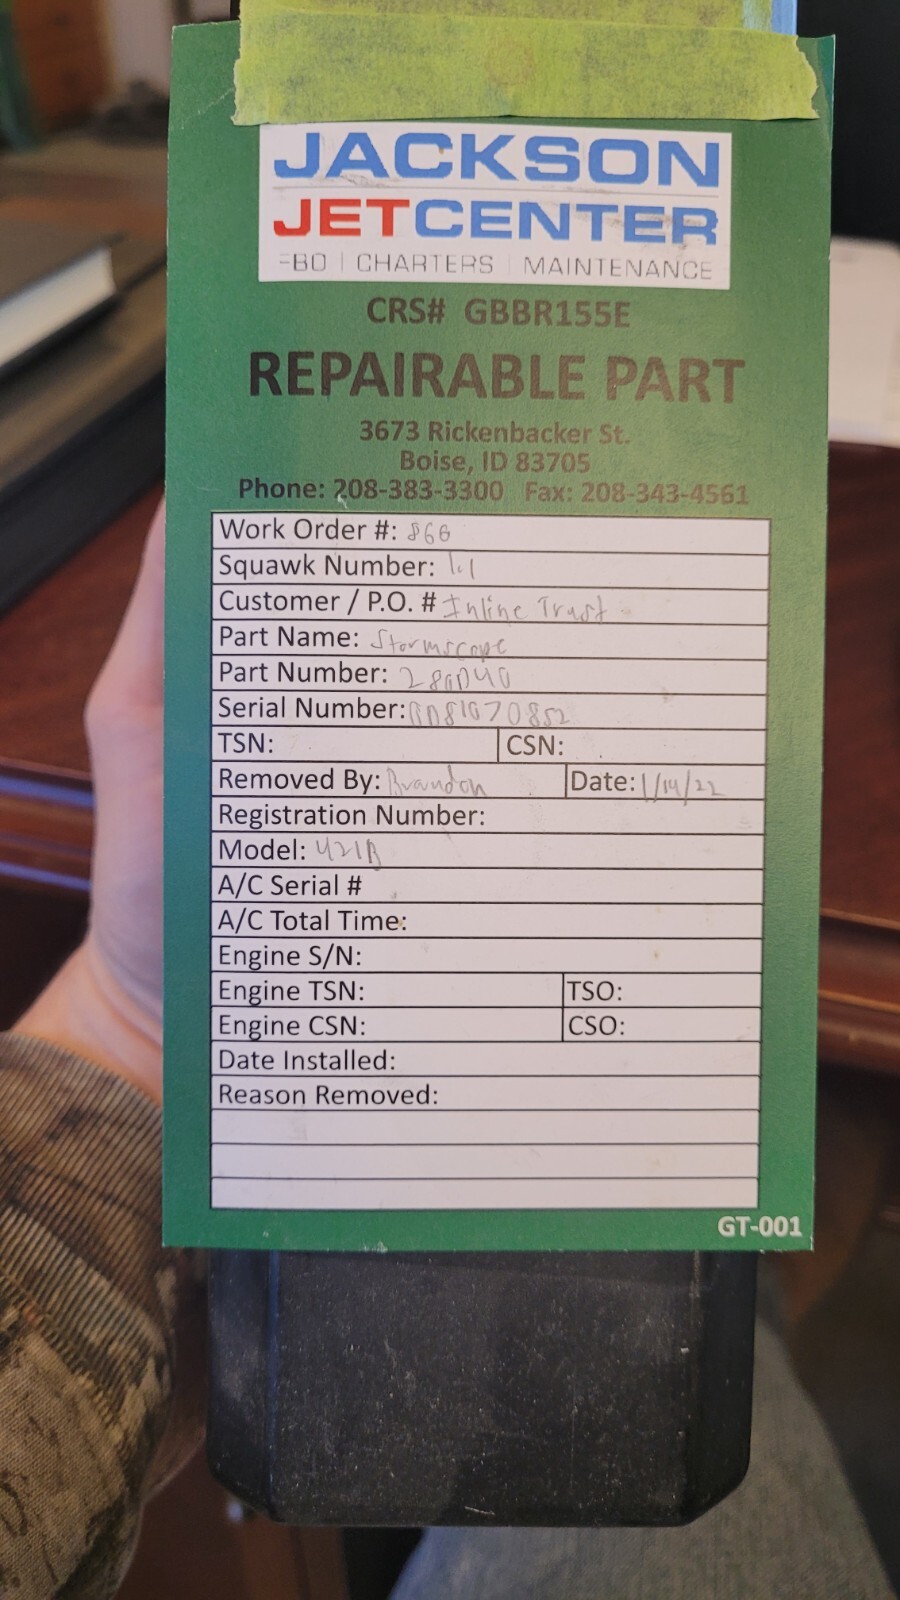 JACKSON
JETCENTER
FBO | CHARTERS | MAINTENANCE
CRS# GBBR155E
REPAIRABLE PART
3673 Rickenbacker St.
Boise, ID 83705
Phone: 208-383-3300 Fax: 208-343-4561
Work Order #: 866
Squawk Number: 1.1
Customer / P.O. # Inline Trust
Part Name: Stormscope
Part Number:
Serial Number:
TSN: CSN:
Removed By: Brandon Date: 1/14/22
Registration Number:
Model: 421B
A/C Serial #
A/C Total Time:
Engine S/N:
Engine TSN: TSO:
Engine CSN: CSO:
Date Installed:
Reason Removed:
GT-001